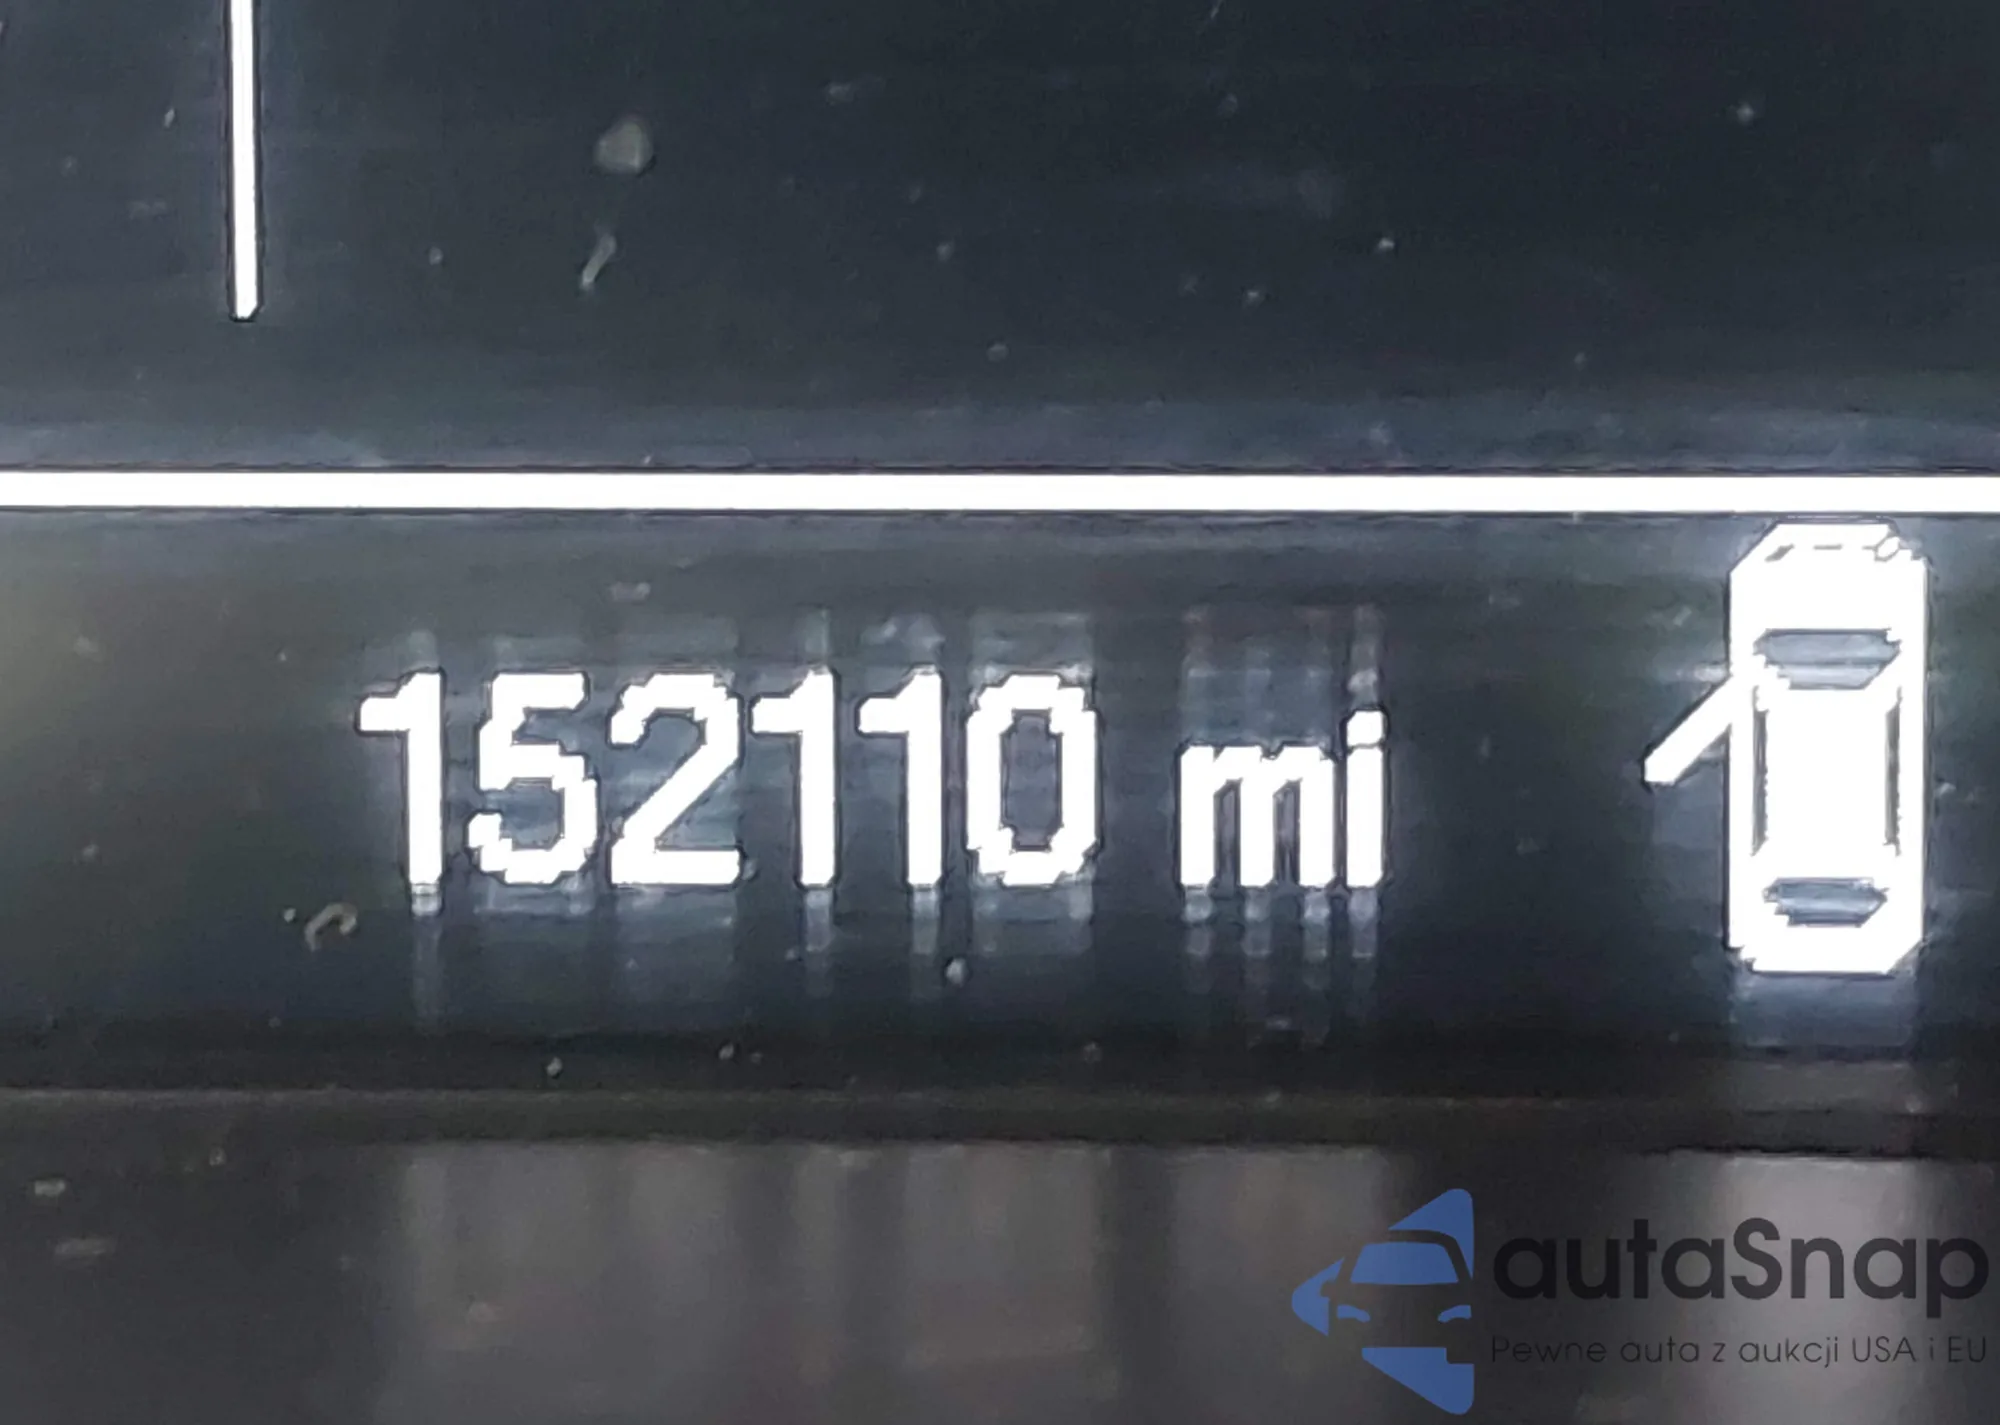 152110 mi
autaSnap
Pewne auta z aukcji USA i EU